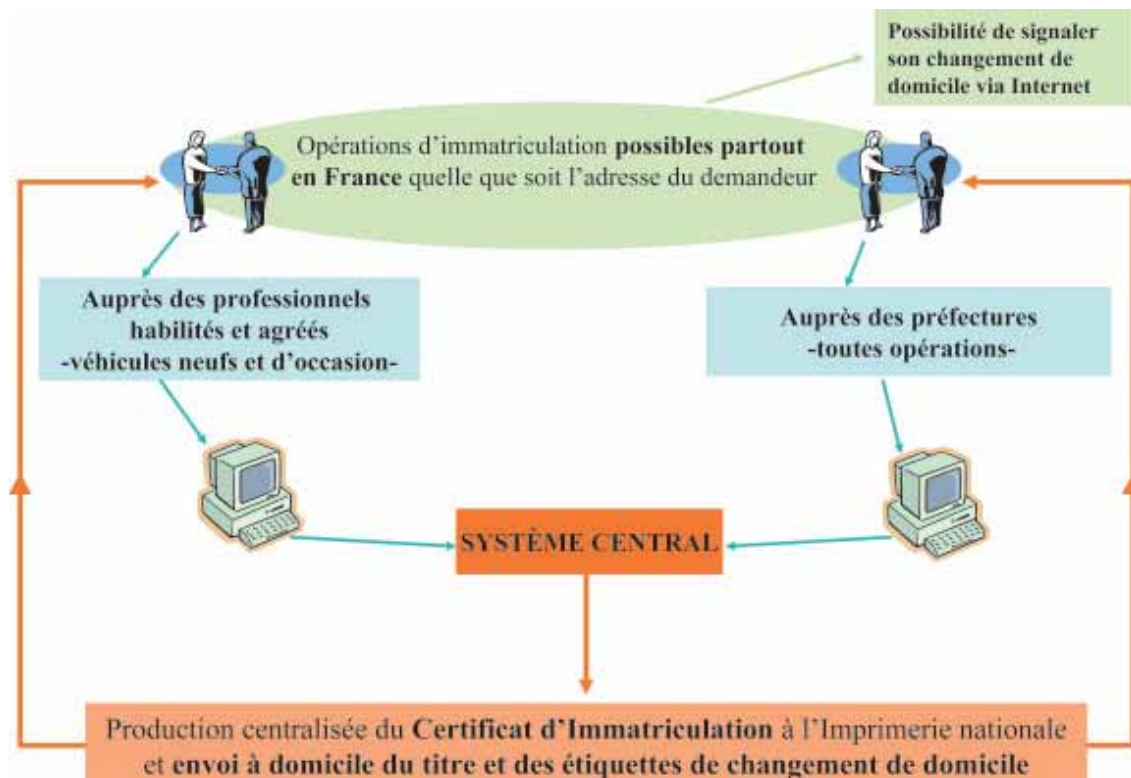 Possibilité de signaler
son changement de
domicile via Internet
Opérations d’immatriculation possibles partout
en France quelle que soit l’adresse du demandeur
Auprès des professionnels
habilités et agréés
-véhicules neufs et d’occasion-
Auprès des préfectures
-toutes opérations-
SYSTÈME CENTRAL
Production centralisée du Certificat d’Immatriculation à l’Imprimerie nationale
et envoi à domicile du titre et des étiquettes de changement de domicile